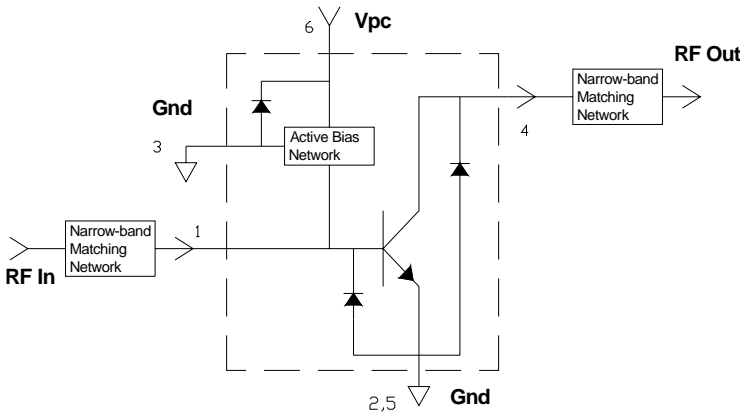 6
Vpc
RF Out
Narrow-band
Matching
Network
4
Gnd
3
Active Bias
Network
Narrow-band
Matching
Network
1
RF In
2,5
Gnd